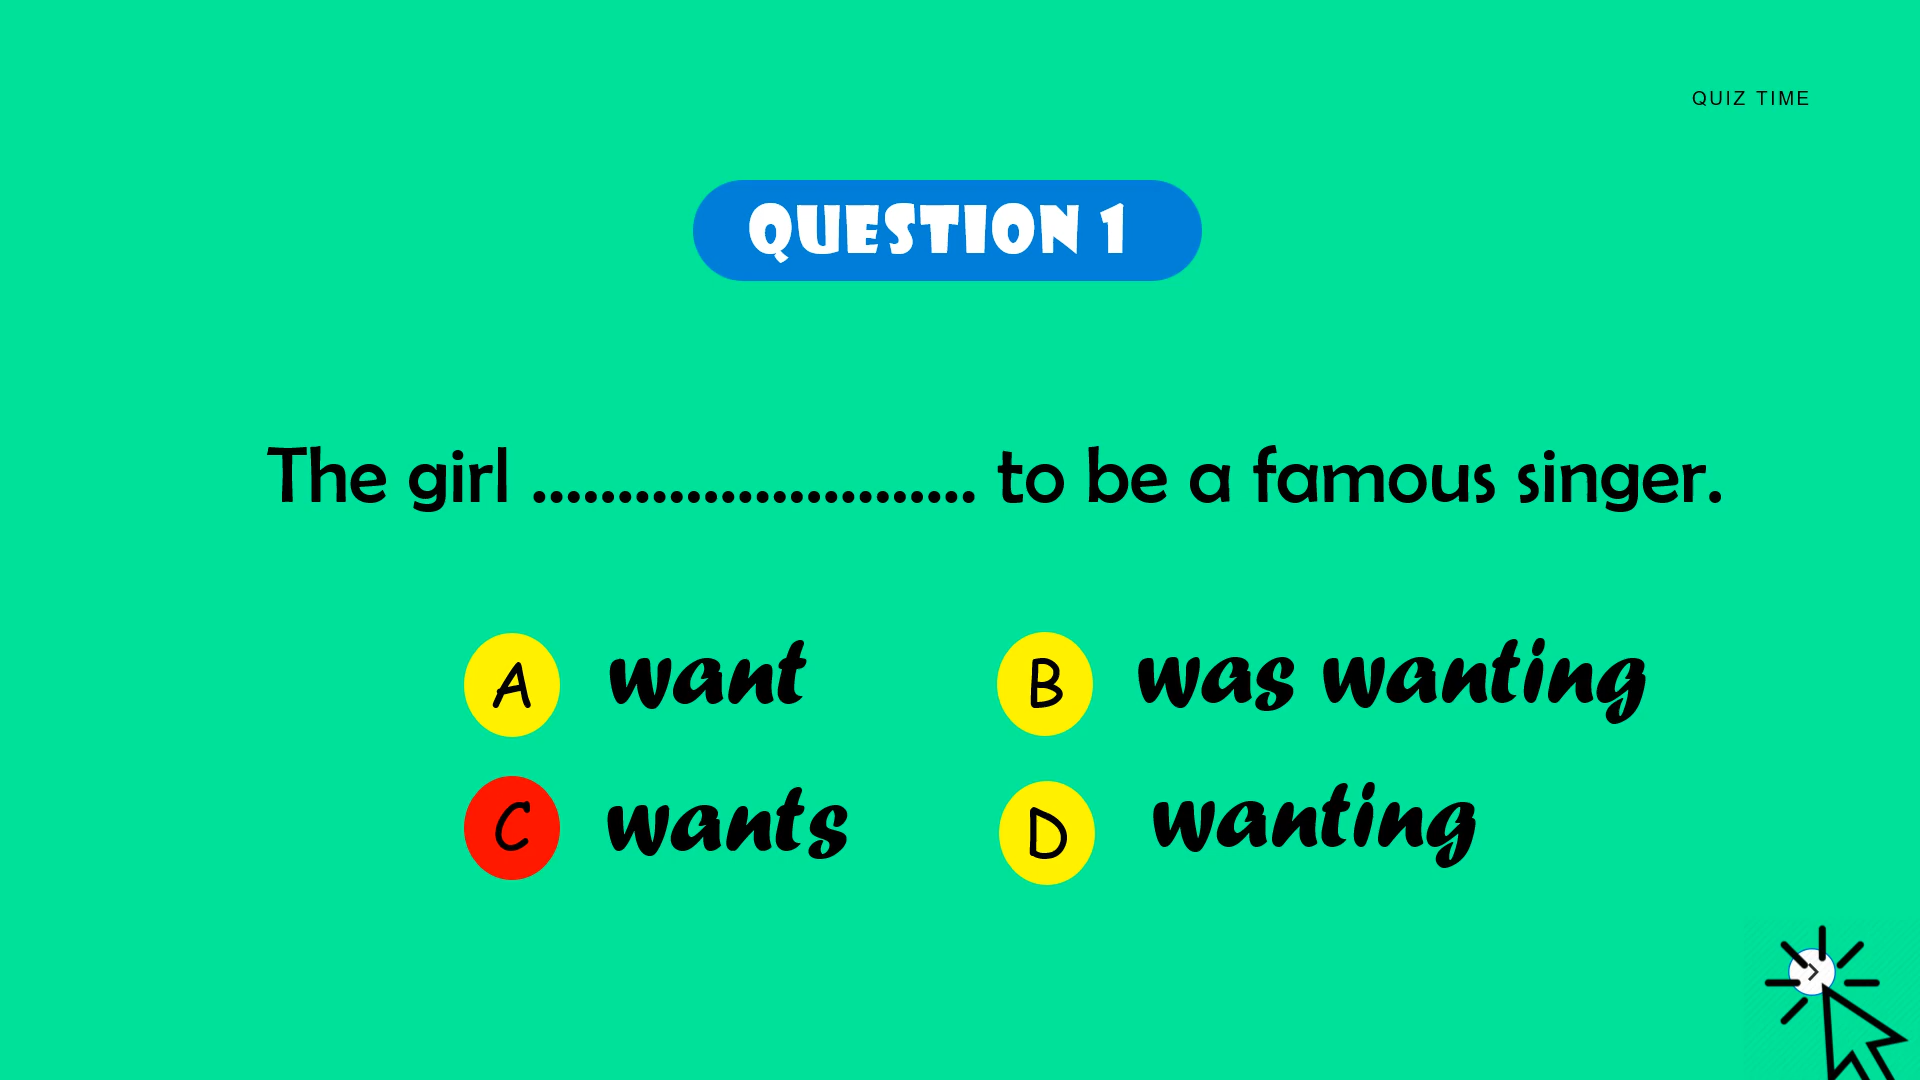 QUIZ TIME
QUESTION 1
The girl .......................... to be a famous singer.
A want B was wanting
C wants D wanting